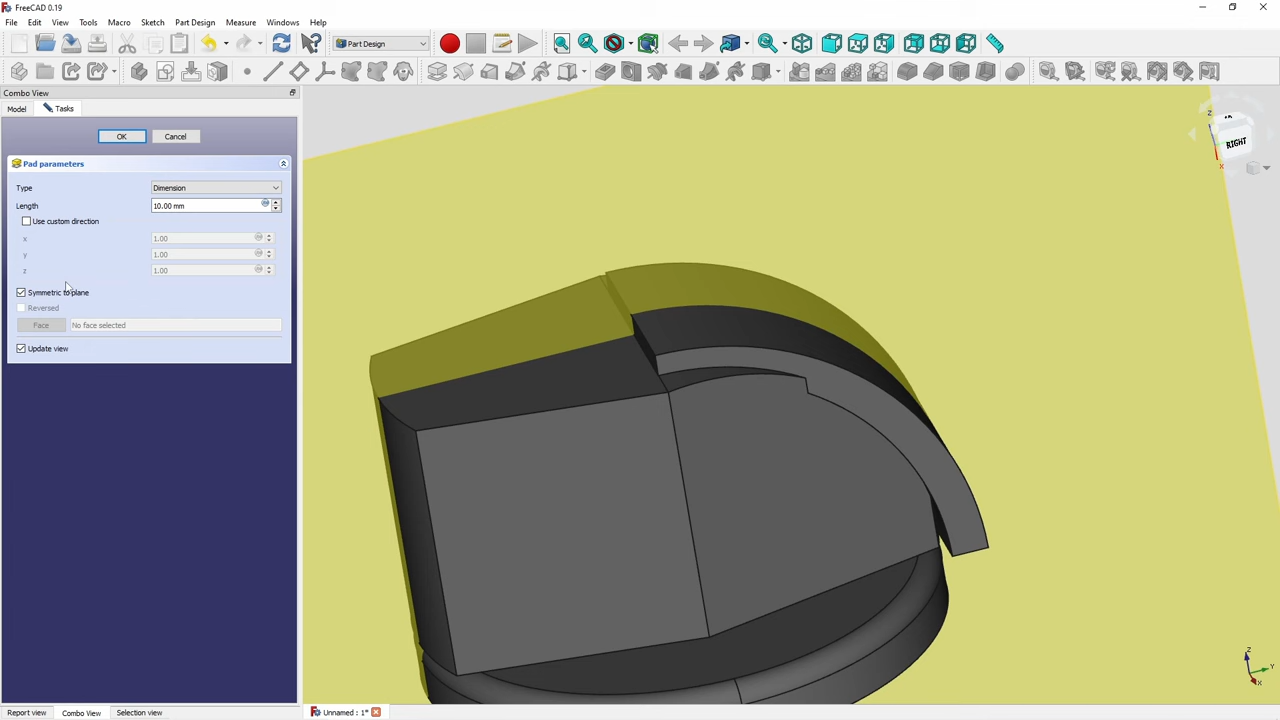 FreeCAD 0.19
File Edit View Tools Macro Sketch Part Design Measure Windows Help
Part Design
Combo View
Model Tasks
OK Cancel
Pad parameters
Type Dimension
Length 10.00 mm
Use custom direction
x 1.00
y 1.00
z 1.00
Symmetric to plane
Reversed
Face No face selected
Update view
Z
RIGHT
X
Z
Y
X
Report view Combo View Selection view Unnamed : 1*